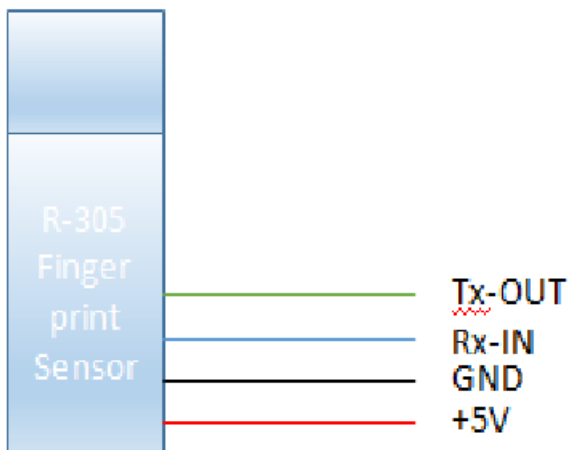 R-305
Finger
print
Sensor
Tx-OUT
Rx-IN
GND
+5V